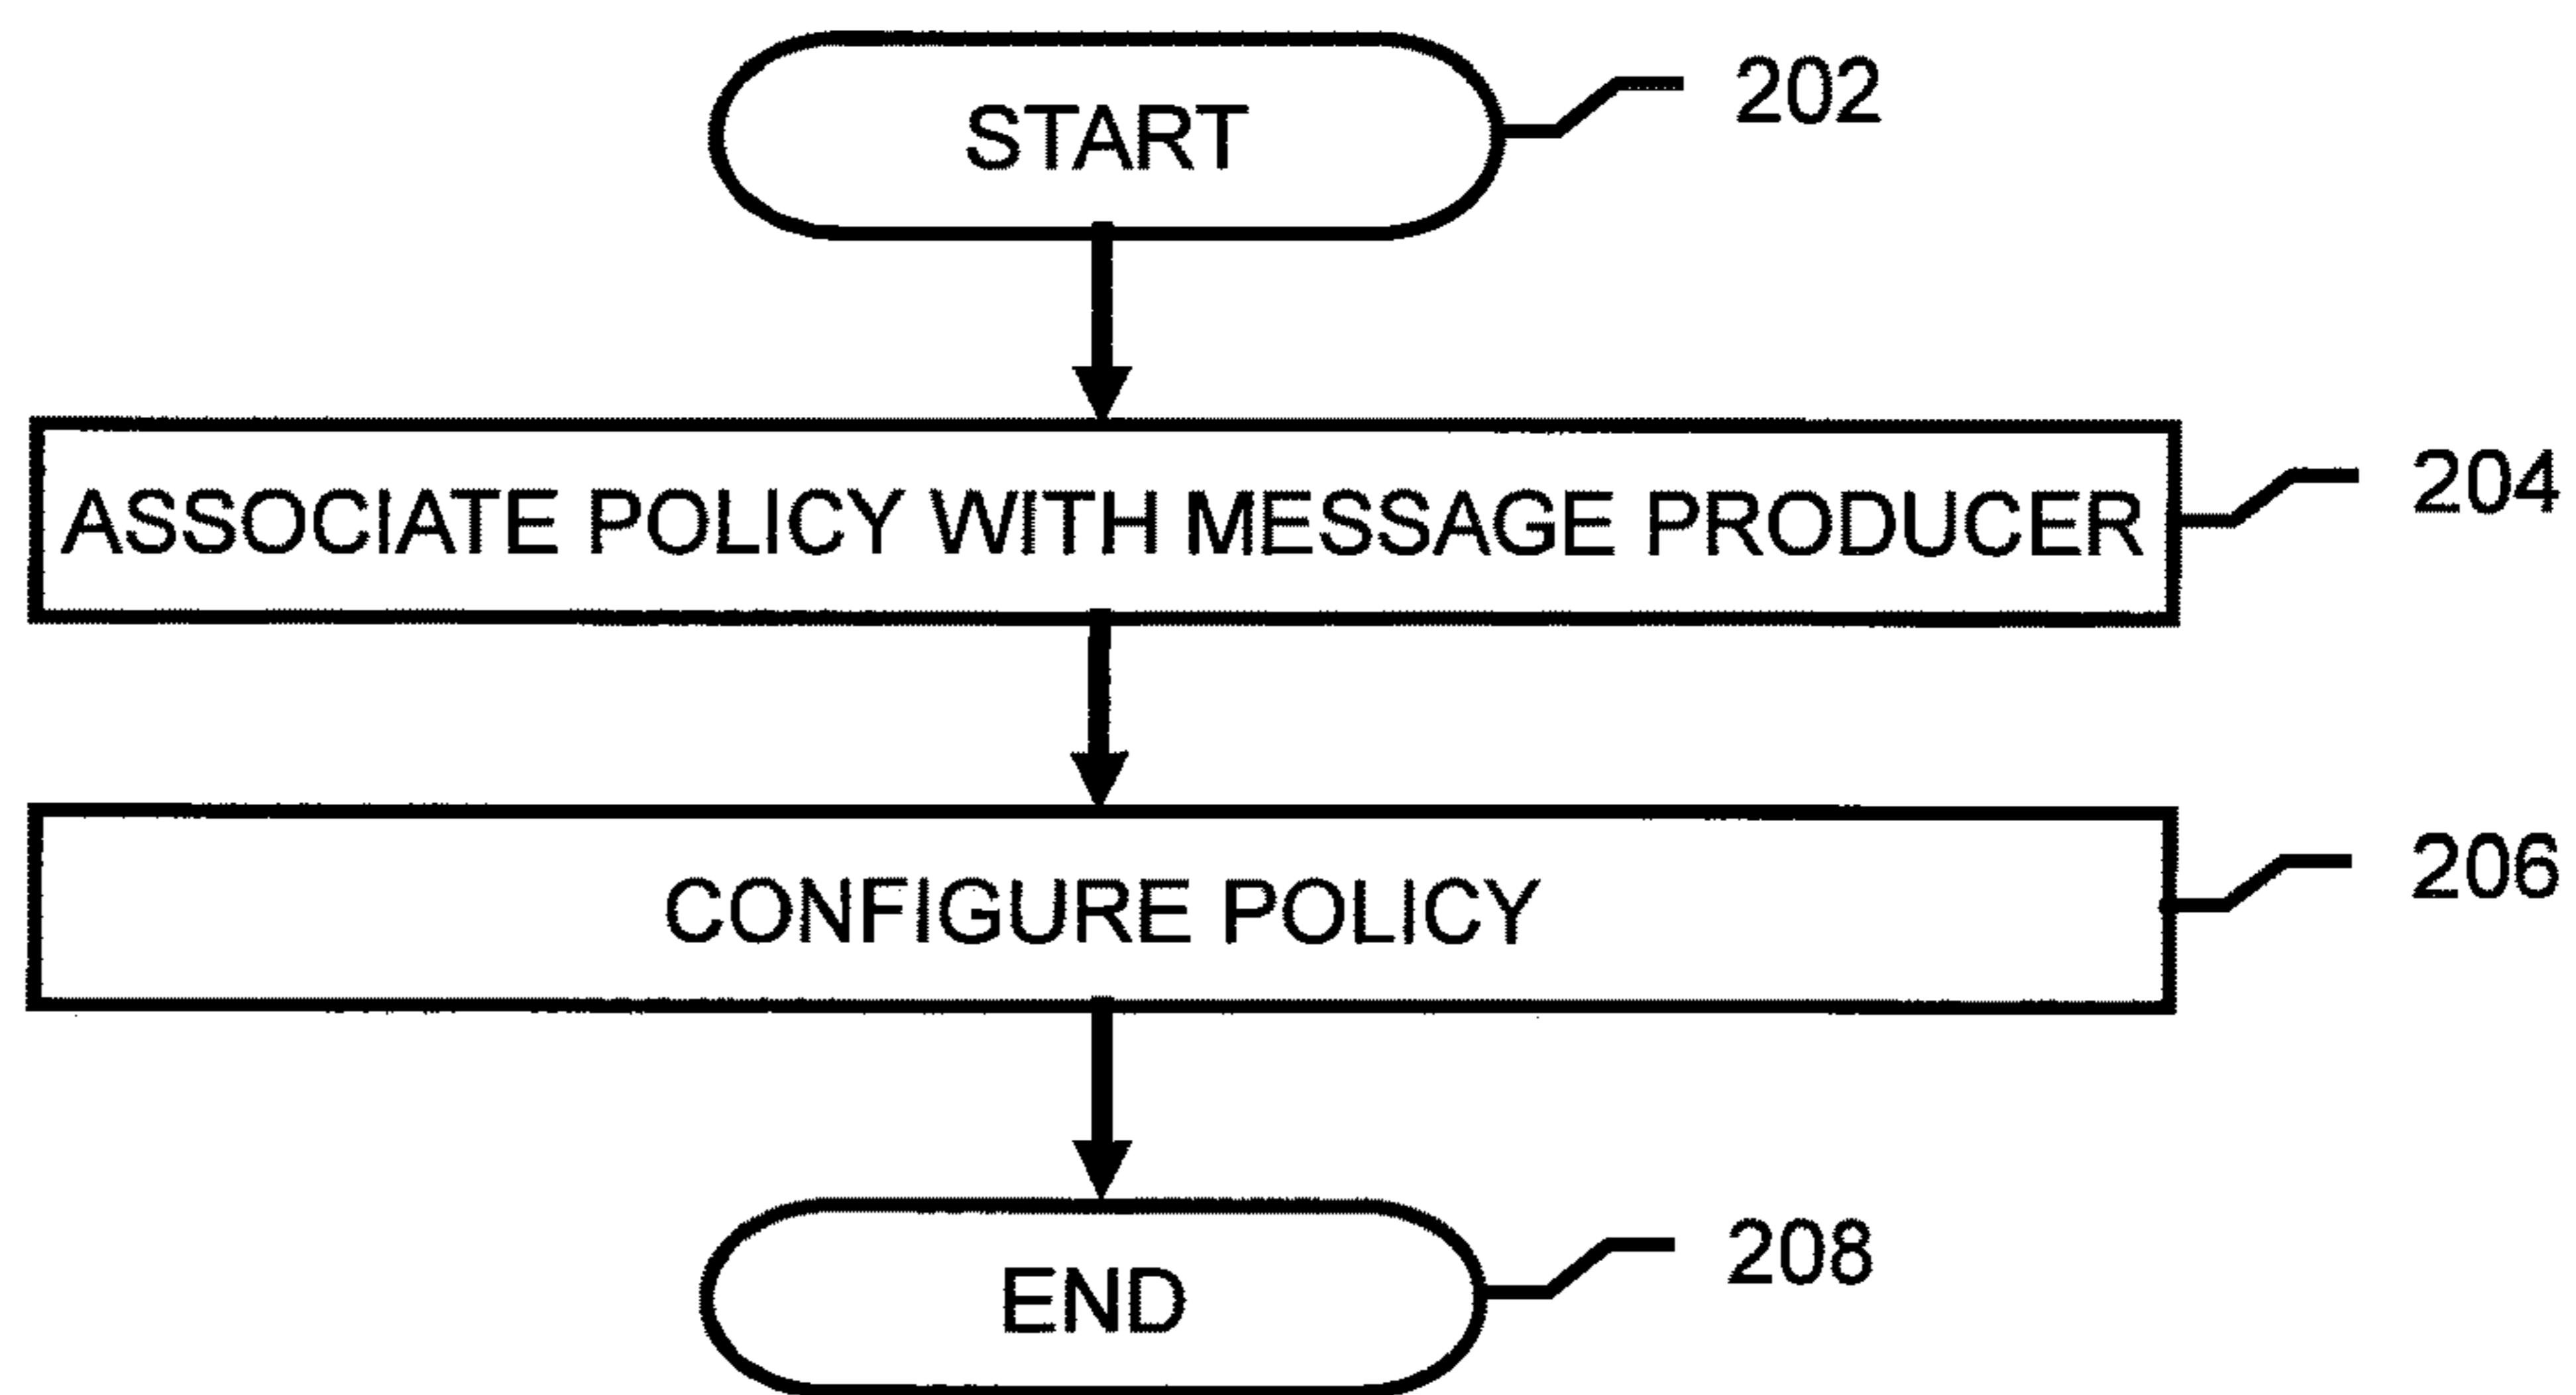 START
202
ASSOCIATE POLICY WITH MESSAGE PRODUCER
204
CONFIGURE POLICY
206
END
208